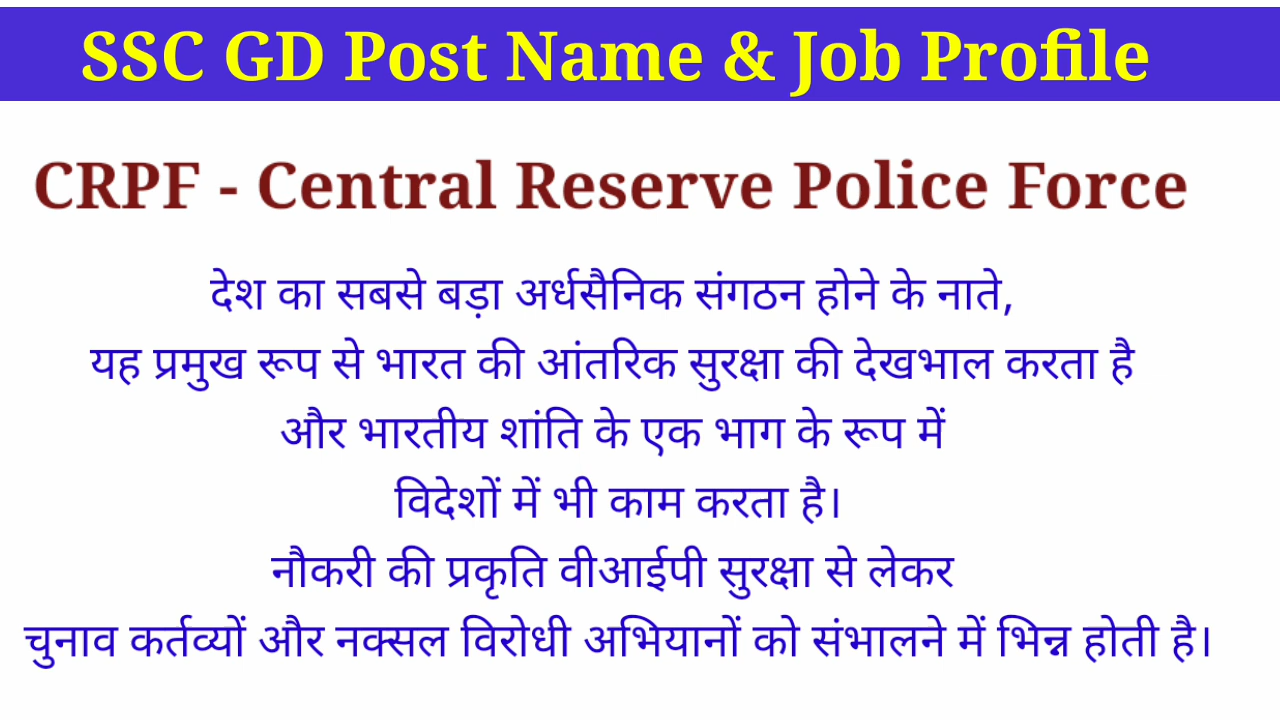 SSC GD Post Name & Job Profile
CRPF - Central Reserve Police Force
देश का सबसे बड़ा अर्धसैनिक संगठन होने के नाते,
यह प्रमुख रूप से भारत की आंतरिक सुरक्षा की देखभाल करता है
और भारतीय शांति के एक भाग के रूप में
विदेशों में भी काम करता है।
नौकरी की प्रकृति वीआईपी सुरक्षा से लेकर
चुनाव कर्तव्यों और नक्सल विरोधी अभियानों को संभालने में भिन्न होती है।